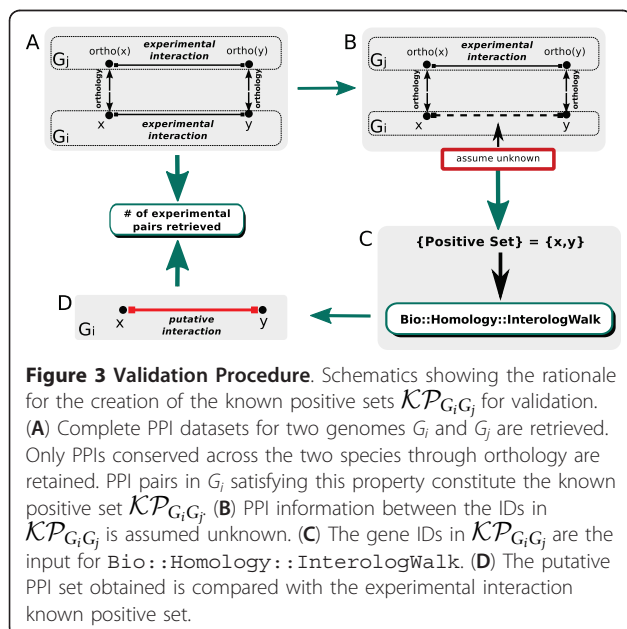 A
ortho(x)
experimental
interaction
ortho(y)
Gj
orthology
orthology
x
experimental
interaction
y
Gi
B
ortho(x)
experimental
interaction
ortho(y)
Gj
orthology
orthology
Gi
x
y
assume unknown
# of experimental
pairs retrieved
C
{Positive Set} = {x,y}
Bio::Homology::InterologWalk
D
Gi
x
putative
interaction
y
Figure 3 Validation Procedure. Schematics showing the rationale
for the creation of the known positive sets 𝒦𝒫GiGj for validation.
(A) Complete PPI datasets for two genomes Gi and Gj are retrieved.
Only PPIs conserved across the two species through orthology are
retained. PPI pairs in Gi satisfying this property constitute the known
positive set 𝒦𝒫GiGj. (B) PPI information between the IDs in
𝒦𝒫GiGj is assumed unknown. (C) The gene IDs in 𝒦𝒫GiGj are the
input for Bio::Homology::InterologWalk. (D) The putative
PPI set obtained is compared with the experimental interaction
known positive set.